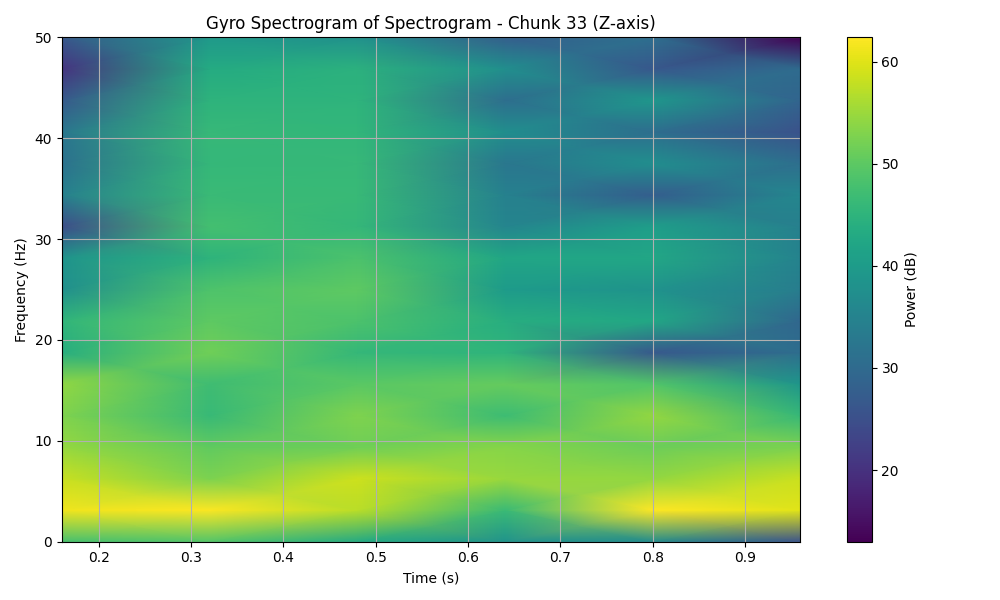 Gyro Spectrogram of Spectrogram - Chunk 33 (Z-axis)
50
40
30
20
10
0
Frequency (Hz)
0.2 0.3 0.4 0.5 0.6 0.7 0.8 0.9
Time (s)
60
50
40
30
20
Power (dB)